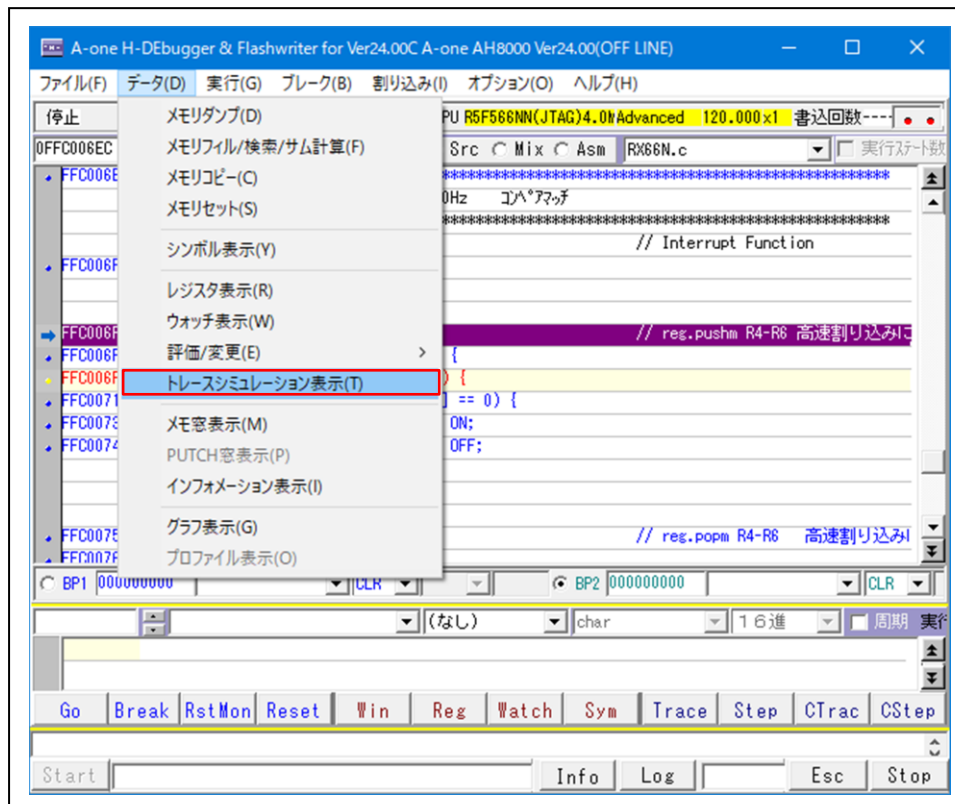 A-one H-DEbugger & Flashwriter for Ver24.00C A-one AH8000 Ver24.00(OFF LINE)
ファイル(F) データ(D) 実行(G) ブレーク(B) 割り込み(I) オプション(O) ヘルプ(H)
停止 PU R5F566NN(JTAG)4.0M Advanced 120.000×1 書込回数----
0FFC006EC Src Mix Asm RX66N.c 実行ステート数
メモリダンプ(D)
メモリフィル/検索/サム計算(F)
メモリコピー(C)
メモリセット(S)
シンボル表示(Y)
レジスタ表示(R)
ウォッチ表示(W)
評価/変更(E) >
トレースシミュレーション表示(T)
メモ窓表示(M)
PUTCH窓表示(P)
インフォメーション表示(I)
グラフ表示(G)
プロファイル表示(O)
FFC006E ************************************************************
0Hz コンペアマッチ
************************************************************
// Interrupt Function
FFC006F
FFC006F // reg.pushm R4-R6 高速割り込みに
FFC006F {
FFC006F ) {
FFC0071 ] == 0) {
FFC0073 ON;
FFC0074 OFF;
FFC0075 // reg.popm R4-R6 高速割り込み
FFC0076
BP1 000000000 CLR BP2 000000000 CLR
(なし) char 16進 周期 実行
Go Break RstMon Reset Win Reg Watch Sym Trace Step CTrac CStep
Start Info Log Esc Stop